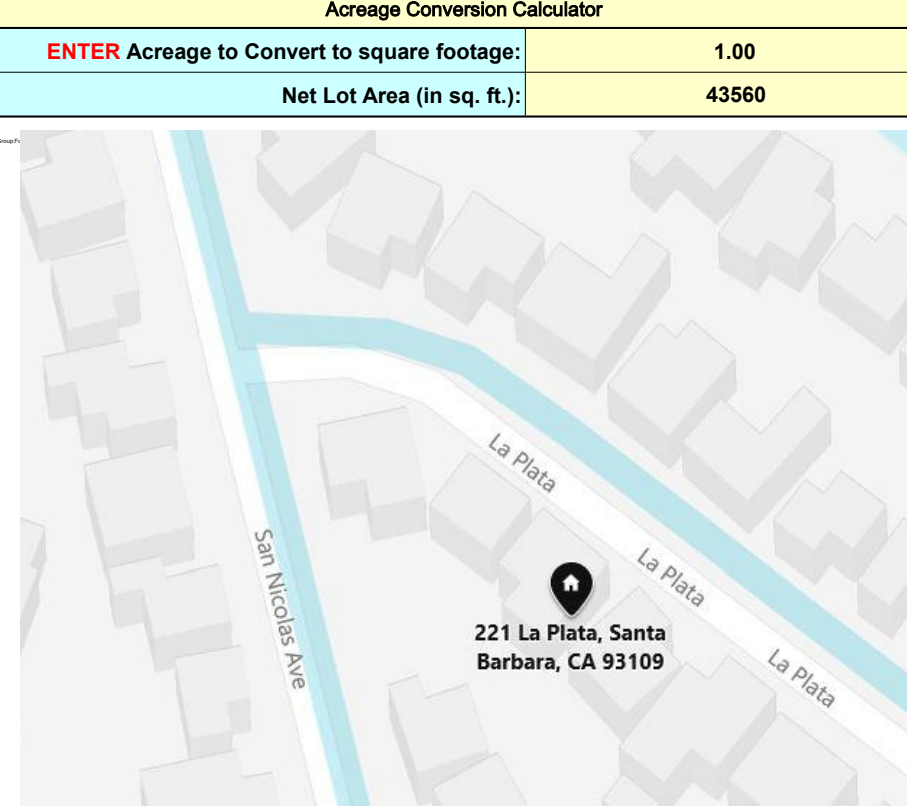 Acreage Conversion Calculator
ENTER Acreage to Convert to square footage: 1.00
Net Lot Area (in sq. ft.): 43560
La Plata
San Nicolas Ave
La Plata
221 La Plata, Santa
Barbara, CA 93109
La Plata